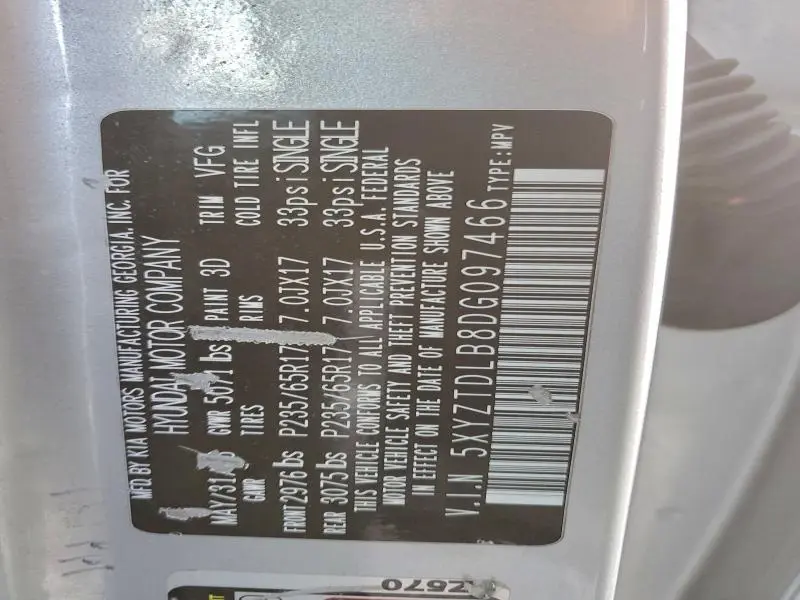 MFD.BY KIA MOTORS MANUFACTURING GEORGIA, INC. FOR
HYUNDAI MOTOR COMPANY
MAY/31/ GVWR 5071 lbs PAINT 3D TRIM VFG
GAWR TIRES RIMS COLD TIRE INFL
FRONT 2976 lbs P235/65R17 7.0JX17 33psi SINGLE
REAR 3075 lbs P235/65R17 7.0JX17 33psi SINGLE
THIS VEHICLE CONFORMS TO ALL APPLICABLE U.S.A. FEDERAL
MOTOR VEHICLE SAFETY AND THEFT PREVENTION STANDARDS
IN EFFECT ON THE DATE OF MANUFACTURE SHOWN ABOVE
V.I.N 5XYZTDLB8DG097466 TYPE:MPV
2670